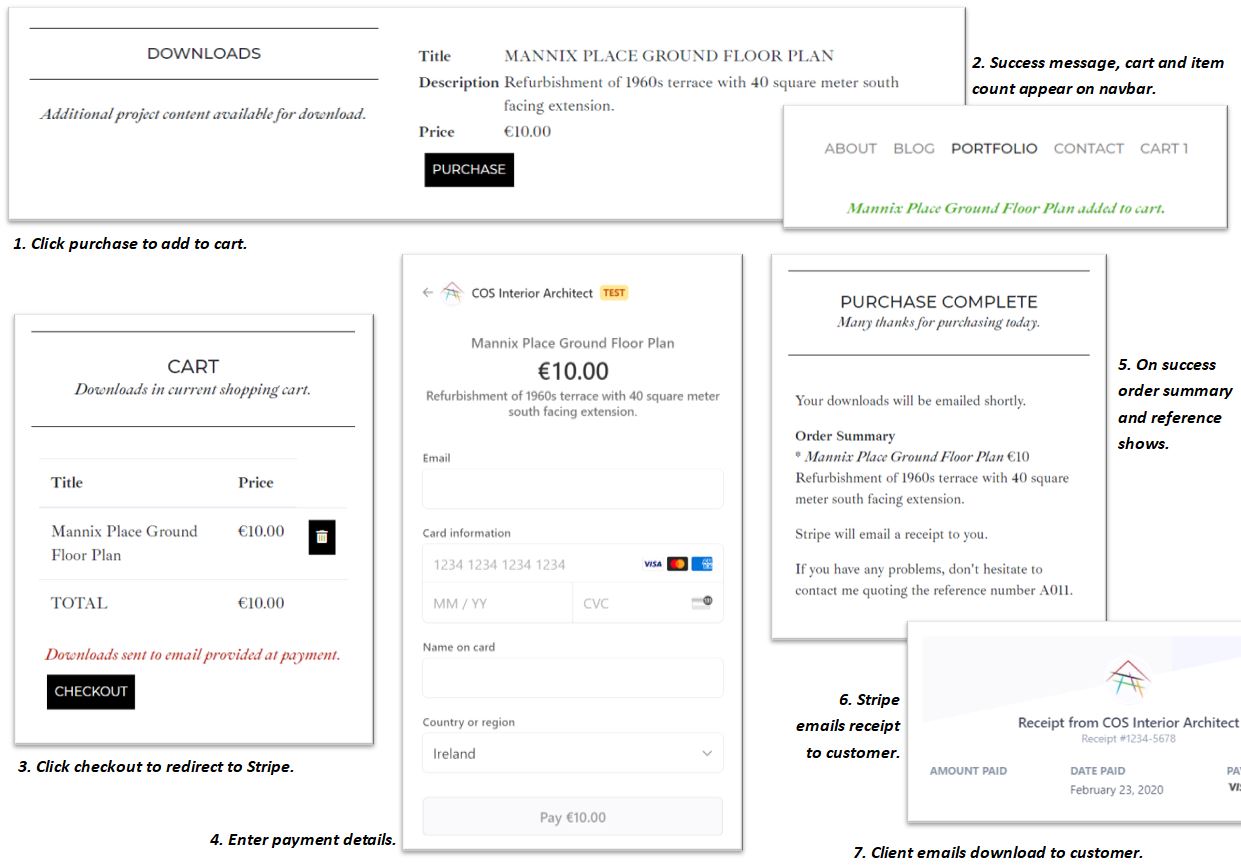 DOWNLOADS
Additional project content available for download.
Title MANNIX PLACE GROUND FLOOR PLAN
Description Refurbishment of 1960s terrace with 40 square meter south
facing extension.
Price €10.00
PURCHASE
1. Click purchase to add to cart.
2. Success message, cart and item
count appear on navbar.
ABOUT BLOG PORTFOLIO CONTACT CART 1
Mannix Place Ground Floor Plan added to cart.
CART
Downloads in current shopping cart.
Title Price
Mannix Place Ground €10.00
Floor Plan
TOTAL €10.00
Downloads sent to email provided at payment.
CHECKOUT
3. Click checkout to redirect to Stripe.
COS Interior Architect TEST
Mannix Place Ground Floor Plan
€10.00
Refurbishment of 1960s terrace with 40 square meter
south facing extension.
Email
Card information
1234 1234 1234 1234 VISA
MM / YY CVC
Name on card
Country or region
Ireland
Pay €10.00
4. Enter payment details.
PURCHASE COMPLETE
Many thanks for purchasing today.
Your downloads will be emailed shortly.
Order Summary
* Mannix Place Ground Floor Plan €10
Refurbishment of 1960s terrace with 40 square
meter south facing extension.
Stripe will email a receipt to you.
If you have any problems, don't hesitate to
contact me quoting the reference number A011.
5. On success
order summary
and reference
shows.
6. Stripe
emails receipt
to customer.
Receipt from COS Interior Architect
Receipt #1234-5678
AMOUNT PAID DATE PAID
February 23, 2020
7. Client emails download to customer.